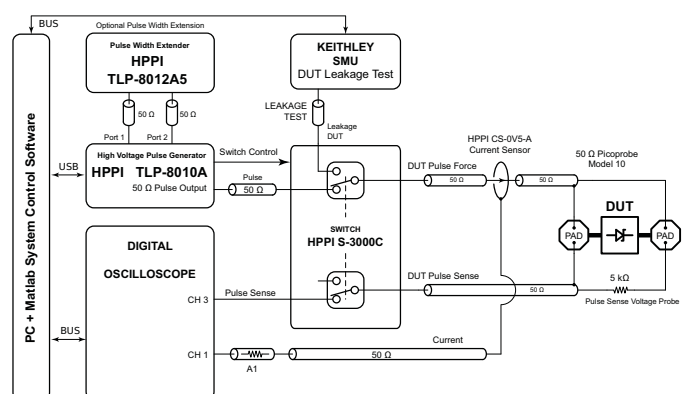 BUS
Optional Pulse Width Extension
Pulse Width Extender
HPPI
TLP-8012A5
KEITHLEY
SMU
DUT Leakage Test
50 Ω
50 Ω
Port 1
Port 2
LEAKAGE
TEST
Leakage
DUT
PC + Matlab System Control Software
USB
High Voltage Pulse Generator
HPPI TLP-8010A
50 Ω Pulse Output
Switch Control
Pulse
50 Ω
DUT Pulse Force
50 Ω
HPPI CS-0V5-A
Current Sensor
50 Ω
50 Ω Picoprobe
Model 10
SWITCH
HPPI S-3000C
PAD
DUT
PAD
DIGITAL
OSCILLOSCOPE
CH 3
Pulse Sense
DUT Pulse Sense
50 Ω
5 kΩ
Pulse Sense Voltage Probe
BUS
CH 1
A1
50 Ω
Current